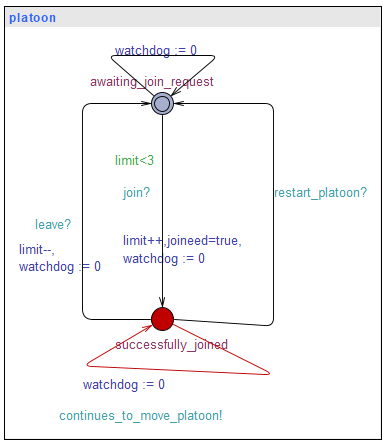 platoon
watchdog := 0
awaiting_join_request
limit<3
join?
restart_platoon?
leave?
limit--,
watchdog := 0
limit++,joineed=true,
watchdog := 0
successfully_joined
watchdog := 0
continues_to_move_platoon!